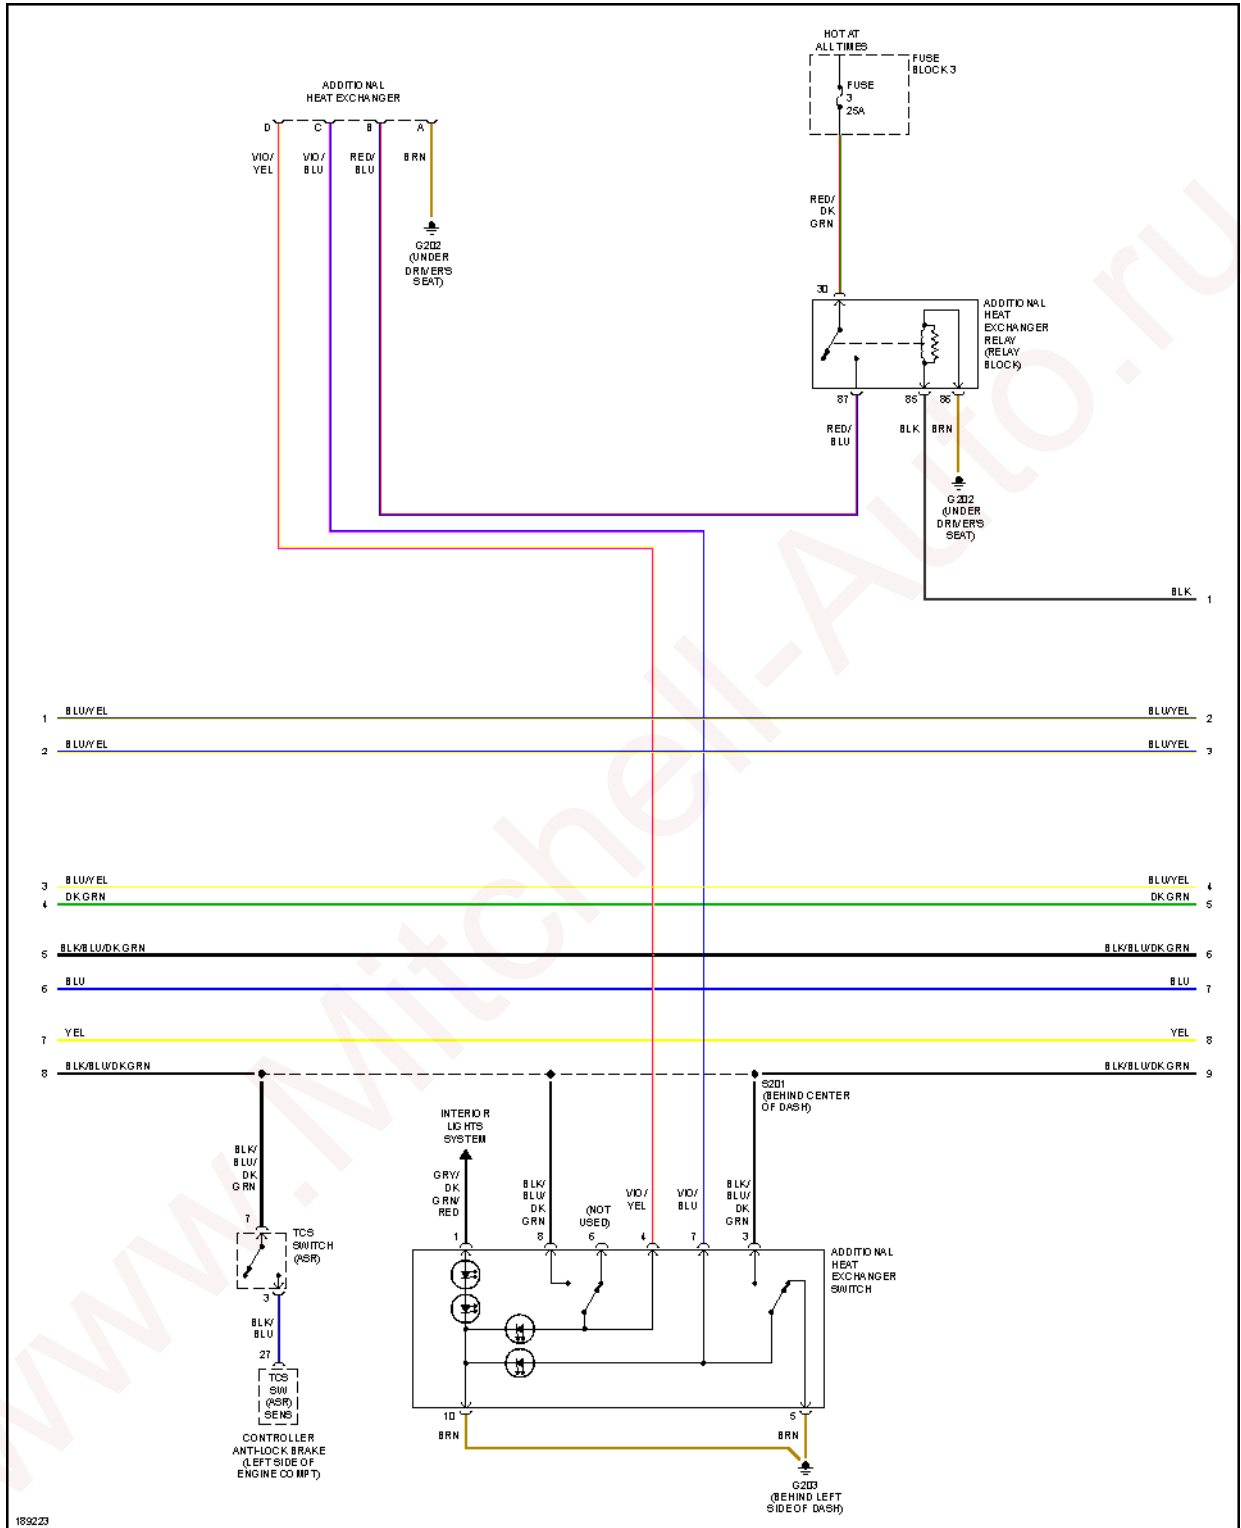 HOT AT
ALL TIMES
FUSE
BLOCK 3
FUSE
3
25A
ADDITIONAL
HEAT EXCHANGER
D C B A
VIO/
YEL
VIO/
BLU
RED/
BLU
BRN
G202
(UNDER
DRIVER'S
SEAT)
RED/
DK
GRN
30
ADDITIONAL
HEAT
EXCHANGER
RELAY
(RELAY
BLOCK)
87 85 86
RED/
BLU
BLK BRN
G202
(UNDER
DRIVER'S
SEAT)
BLK 1
1 BLU/YEL BLU/YEL 2
2 BLU/YEL BLU/YEL 3
3 BLU/YEL BLU/YEL 4
4 DK GRN DK GRN 5
5 BLK/BLU/DK GRN BLK/BLU/DK GRN 6
6 BLU BLU 7
7 YEL YEL 8
8 BLK/BLU/DK GRN BLK/BLU/DK GRN 9
S201
(BEHIND CENTER
OF DASH)
INTERIOR
LIGHTS
SYSTEM
BLK/
BLU/
DK
GRN
GRY/
DK
GRN/
RED
BLK/
BLU/
DK
GRN
(NOT
USED)
VIO/
YEL
VIO/
BLU
BLK/
BLU/
DK
GRN
7
TCS
SWITCH
(ASR)
3
BLK/
BLU
27
TCS
SW
(ASR)
SENS
CONTROLLER
ANTI-LOCK BRAKE
(LEFT SIDE OF
ENGINE COMPT)
1 8 6 4 7 3
ADDITIONAL
HEAT
EXCHANGER
SWITCH
10 5
BRN BRN
G203
(BEHIND LEFT
SIDE OF DASH)
189223
www.Mitchell-Auto.ru